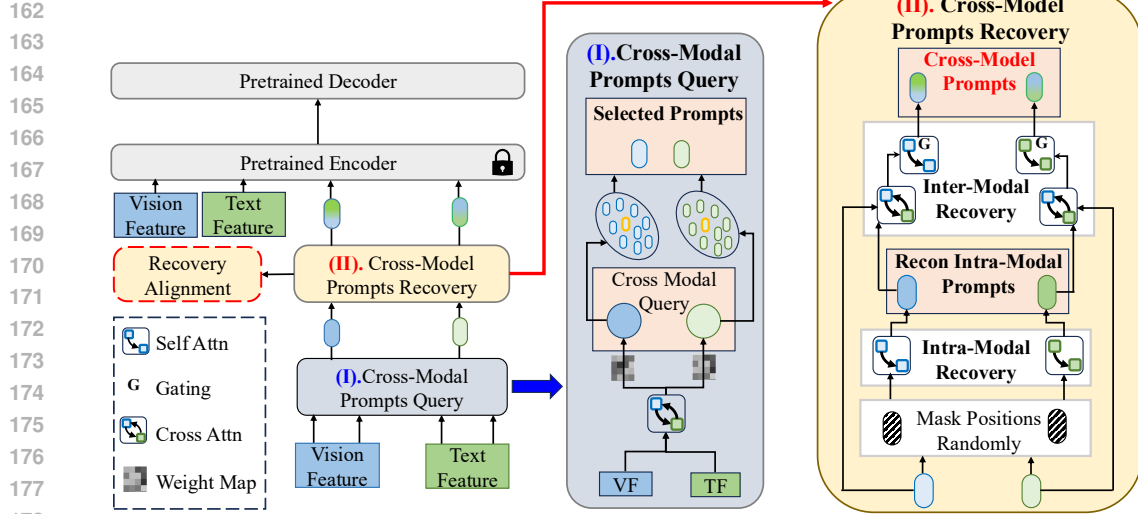 162
163
164
165
166
167
168
169
170
171
172
173
174
175
176
177
Pretrained Decoder
Pretrained Encoder
Vision
Feature
Text
Feature
Recovery
Alignment
(II). Cross-Model
Prompts Recovery
Self Attn
G Gating
Cross Attn
Weight Map
(I).Cross-Modal
Prompts Query
Vision
Feature
Text
Feature
(I).Cross-Modal
Prompts Query
Selected Prompts
Cross Modal
Query
VF
TF
(II). Cross-Model
Prompts Recovery
Cross-Model
Prompts
G
G
Inter-Modal
Recovery
Recon Intra-Modal
Prompts
Intra-Modal
Recovery
Mask Positions
Randomly